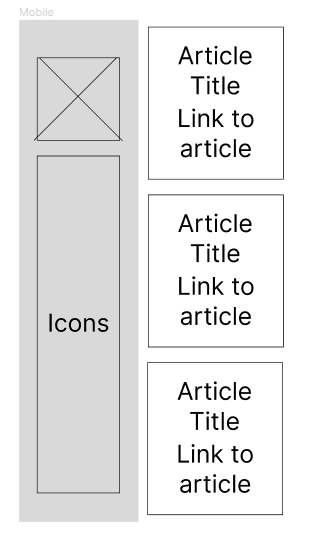 Mobile
Icons
Article
Title
Link to
article
Article
Title
Link to
article
Article
Title
Link to
article